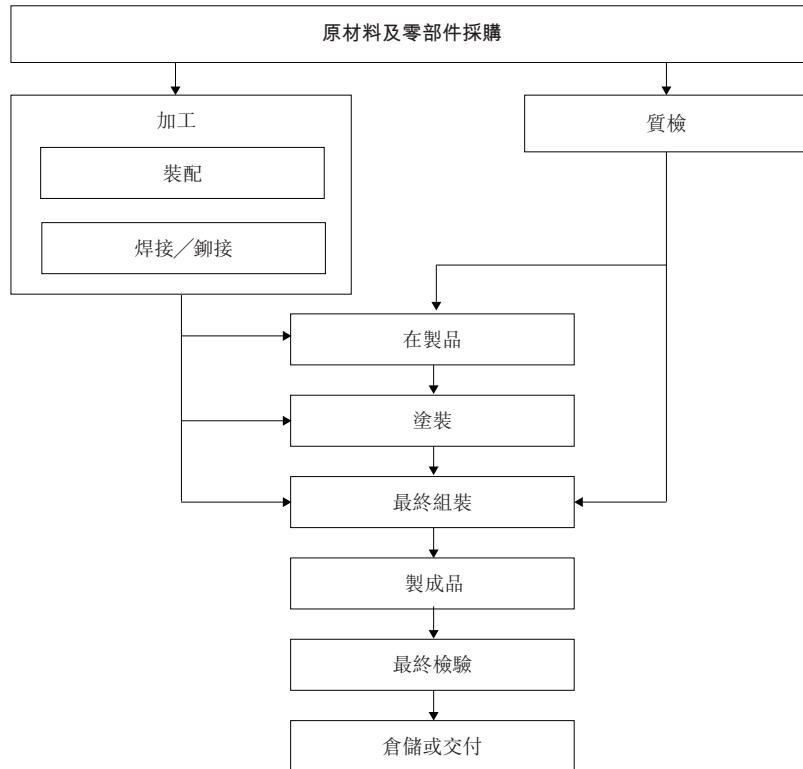 原材料及零部件採購
加工
質檢
裝配
焊接╱鉚接
在製品
塗裝
最終組裝
製成品
最終檢驗
倉儲或交付